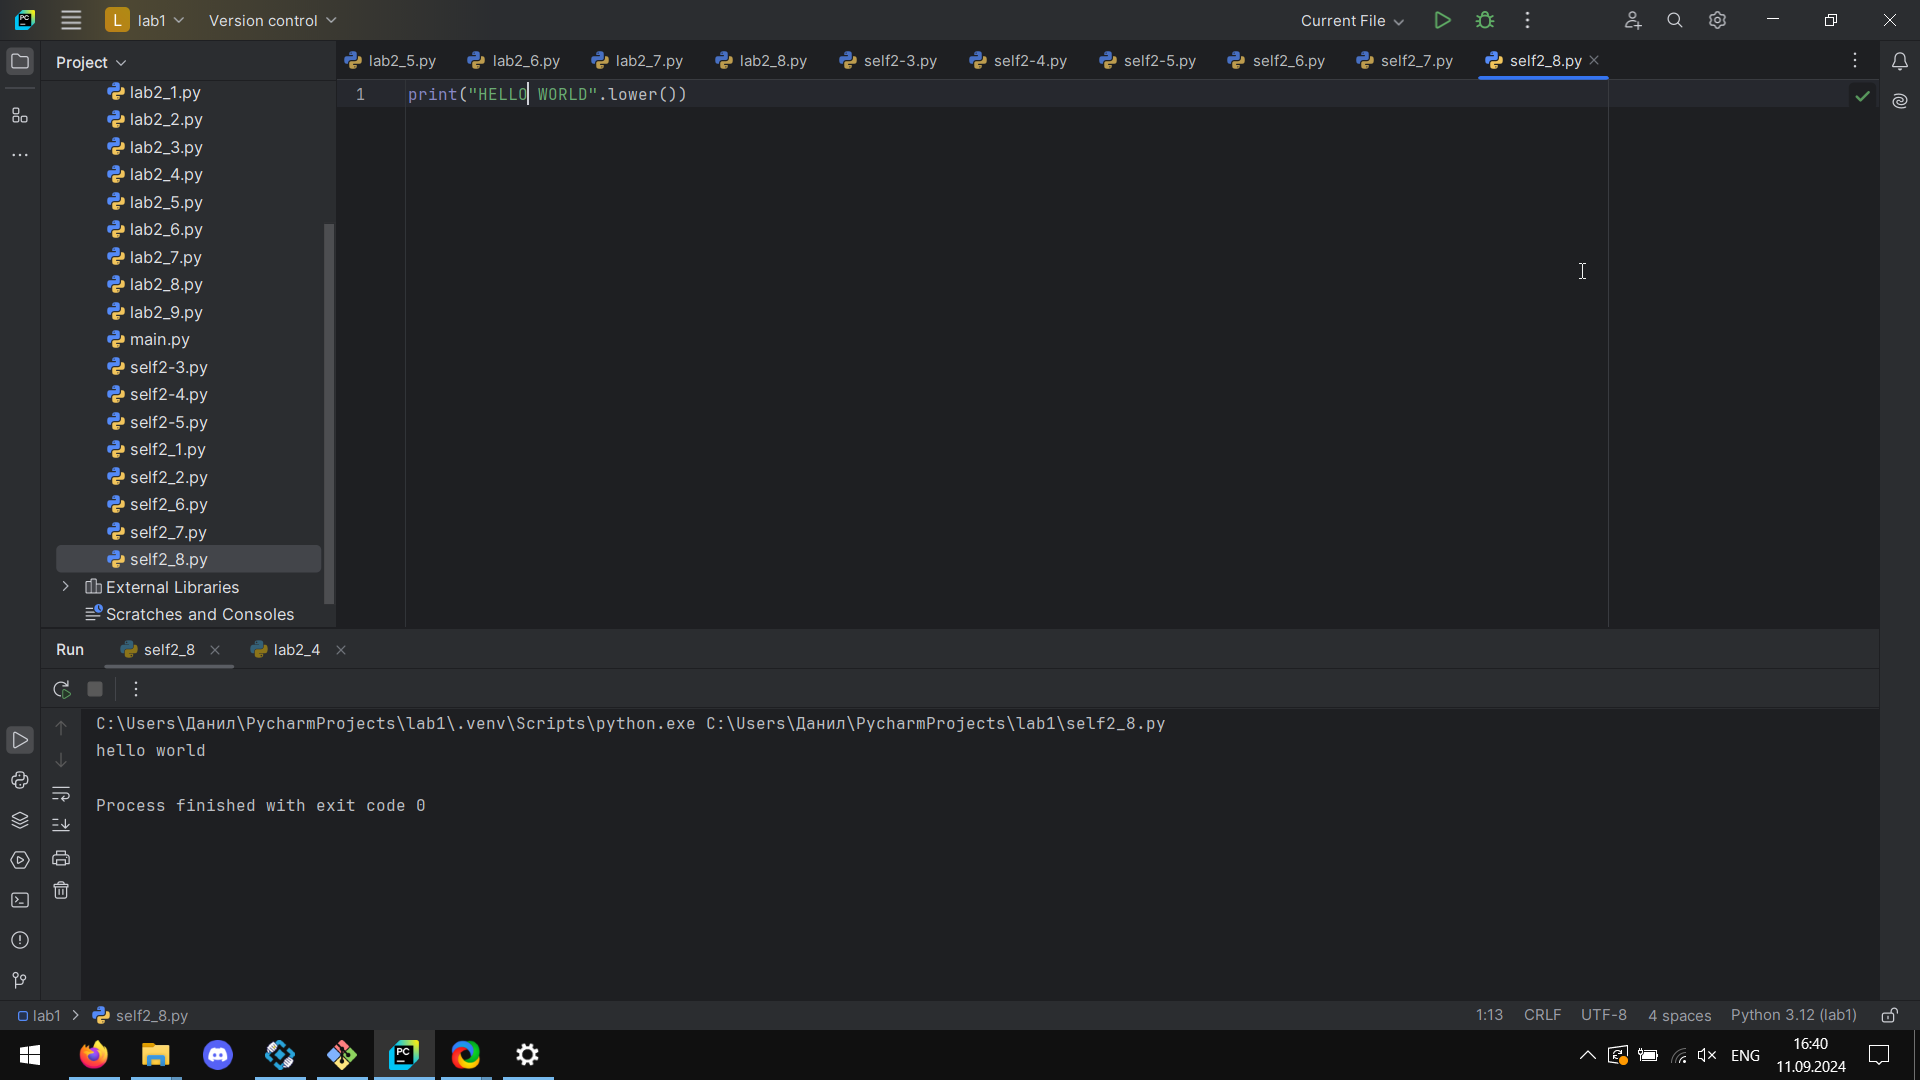 L lab1 Version control Current File
Project
lab2_5.py lab2_6.py lab2_7.py lab2_8.py self2-3.py self2-4.py self2-5.py self2_6.py self2_7.py self2_8.py
1 print("HELLO WORLD".lower())
lab2_1.py
lab2_2.py
lab2_3.py
lab2_4.py
lab2_5.py
lab2_6.py
lab2_7.py
lab2_8.py
lab2_9.py
main.py
self2-3.py
self2-4.py
self2-5.py
self2_1.py
self2_2.py
self2_6.py
self2_7.py
self2_8.py
External Libraries
Scratches and Consoles
Run self2_8 lab2_4
C:\Users\Данил\PycharmProjects\lab1\.venv\Scripts\python.exe C:\Users\Данил\PycharmProjects\lab1\self2_8.py
hello world
Process finished with exit code 0
lab1 self2_8.py 1:13 CRLF UTF-8 4 spaces Python 3.12 (lab1)
PC ENG 16:40
11.09.2024